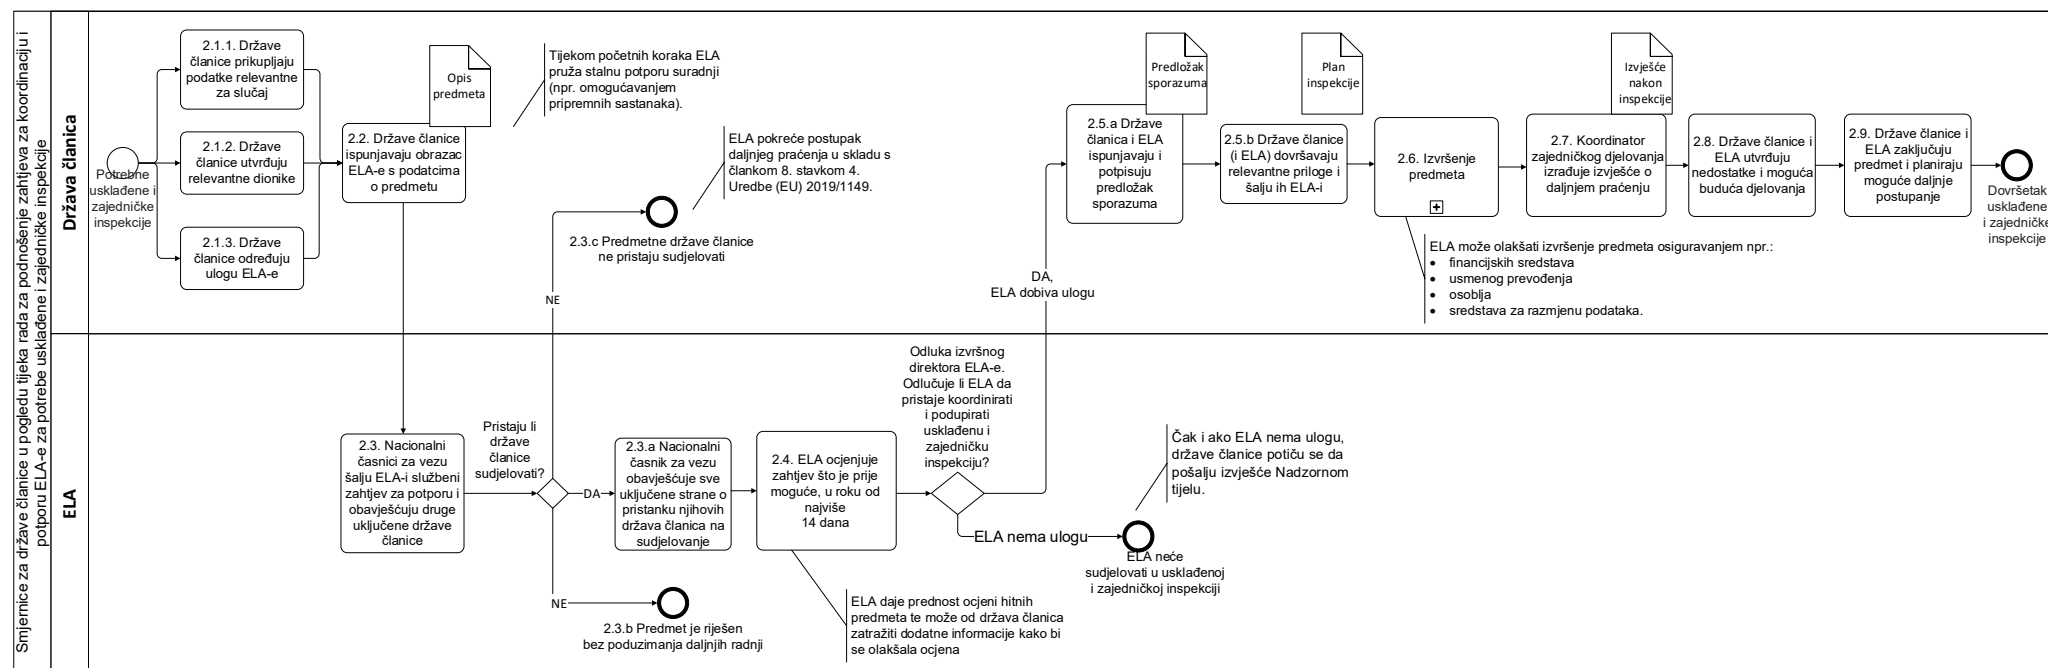 Smjernice za države članice u pogledu tijeka rada za podnošenje zahtjeva za koordinaciju i
potporu ELA-e za potrebe usklađene i zajedničke inspekcije
Država članica
Potrebne
usklađene i
zajedničke
inspekcije
2.1.1. Države
članice prikupljaju
podatke relevantne
za slučaj
2.1.2. Države
članice utvrđuju
relevantne dionike
2.1.3. Države
članice određuju
ulogu ELA-e
Opis
predmeta
2.2. Države članice
ispunjavaju obrazac
ELA-e s podatcima
o predmetu
Tijekom početnih koraka ELA
pruža stalnu potporu suradnji
(npr. omogućavanjem
pripremnih sastanaka).
ELA pokreće postupak
daljnjeg praćenja u skladu s
člankom 8. stavkom 4.
Uredbe (EU) 2019/1149.
2.3.c Predmetne države članice
ne pristaju sudjelovati
NE
DA,
ELA dobiva ulogu
Predložak
sporazuma
2.5.a Države
članica i ELA
ispunjavaju i
potpisuju
predložak
sporazuma
Plan
inspekcije
2.5.b Države članice
(i ELA) dovršavaju
relevantne priloge i
šalju ih ELA-i
2.6. Izvršenje
predmeta
ELA može olakšati izvršenje predmeta osiguravanjem npr.:
• financijskih sredstava
• usmenog prevođenja
• osoblja
• sredstava za razmjenu podataka.
Izvješće
nakon
inspekcije
2.7. Koordinator
zajedničkog djelovanja
izrađuje izvješće o
daljnjem praćenju
2.8. Države članice i
ELA utvrđuju
nedostatke i moguća
buduća djelovanja
2.9. Države članice i
ELA zaključuju
predmet i planiraju
moguće daljnje
postupanje
Dovršetak
usklađene
i zajedničke
inspekcije
ELA
2.3. Nacionalni
časnici za vezu
šalju ELA-i službeni
zahtjev za potporu i
obavješćuju druge
uključene države
članice
Pristaju li
države
članice
sudjelovati?
DA
2.3.a Nacionalni
časnik za vezu
obavješćuje sve
uključene strane o
pristanku njihovih
država članica na
sudjelovanje
NE
2.3.b Predmet je riješen
bez poduzimanja daljnjih radnji
2.4. ELA ocjenjuje
zahtjev što je prije
moguće, u roku od
najviše
14 dana
ELA daje prednost ocjeni hitnih
predmeta te može od država članica
zatražiti dodatne informacije kako bi
se olakšala ocjena
Odluka izvršnog
direktora ELA-e.
Odlučuje li ELA da
pristaje koordinirati
i podupirati
usklađenu i
zajedničku
inspekciju?
ELA nema ulogu
ELA neće
sudjelovati u usklađenoj
i zajedničkoj inspekciji
Čak i ako ELA nema ulogu,
države članice potiču se da
pošalju izvješće Nadzornom
tijelu.